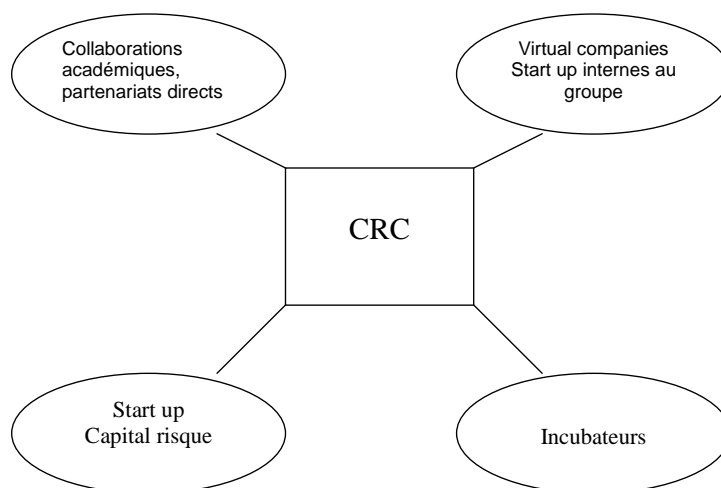 Collaborations
académiques,
partenariats directs
Virtual companies
Start up internes au
groupe
CRC
Start up
Capital risque
Incubateurs